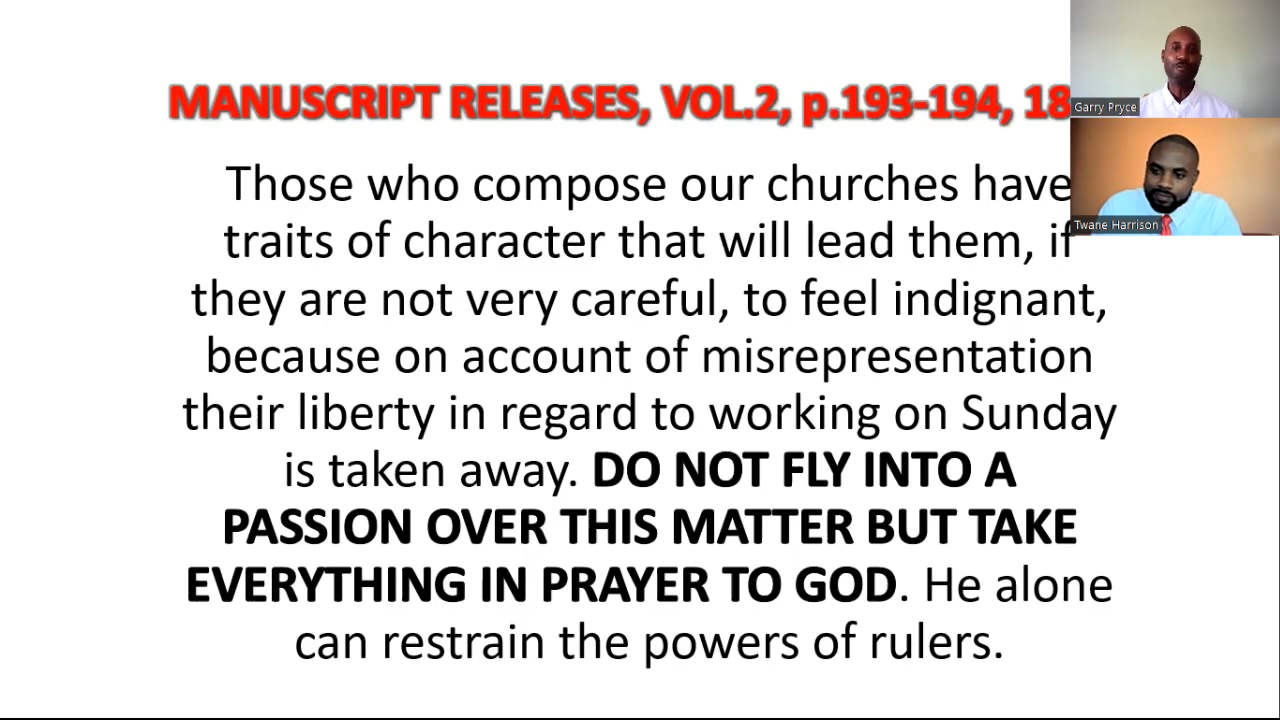 MANUSCRIPT RELEASES, VOL.2, p.193-194, 18
Garry Pryce
Those who compose our churches have
traits of character that will lead them, if
Twane Harrison
they are not very careful, to feel indignant,
because on account of misrepresentation
their liberty in regard to working on Sunday
is taken away. DO NOT FLY INTO A
PASSION OVER THIS MATTER BUT TAKE
EVERYTHING IN PRAYER TO GOD. He alone
can restrain the powers of rulers.